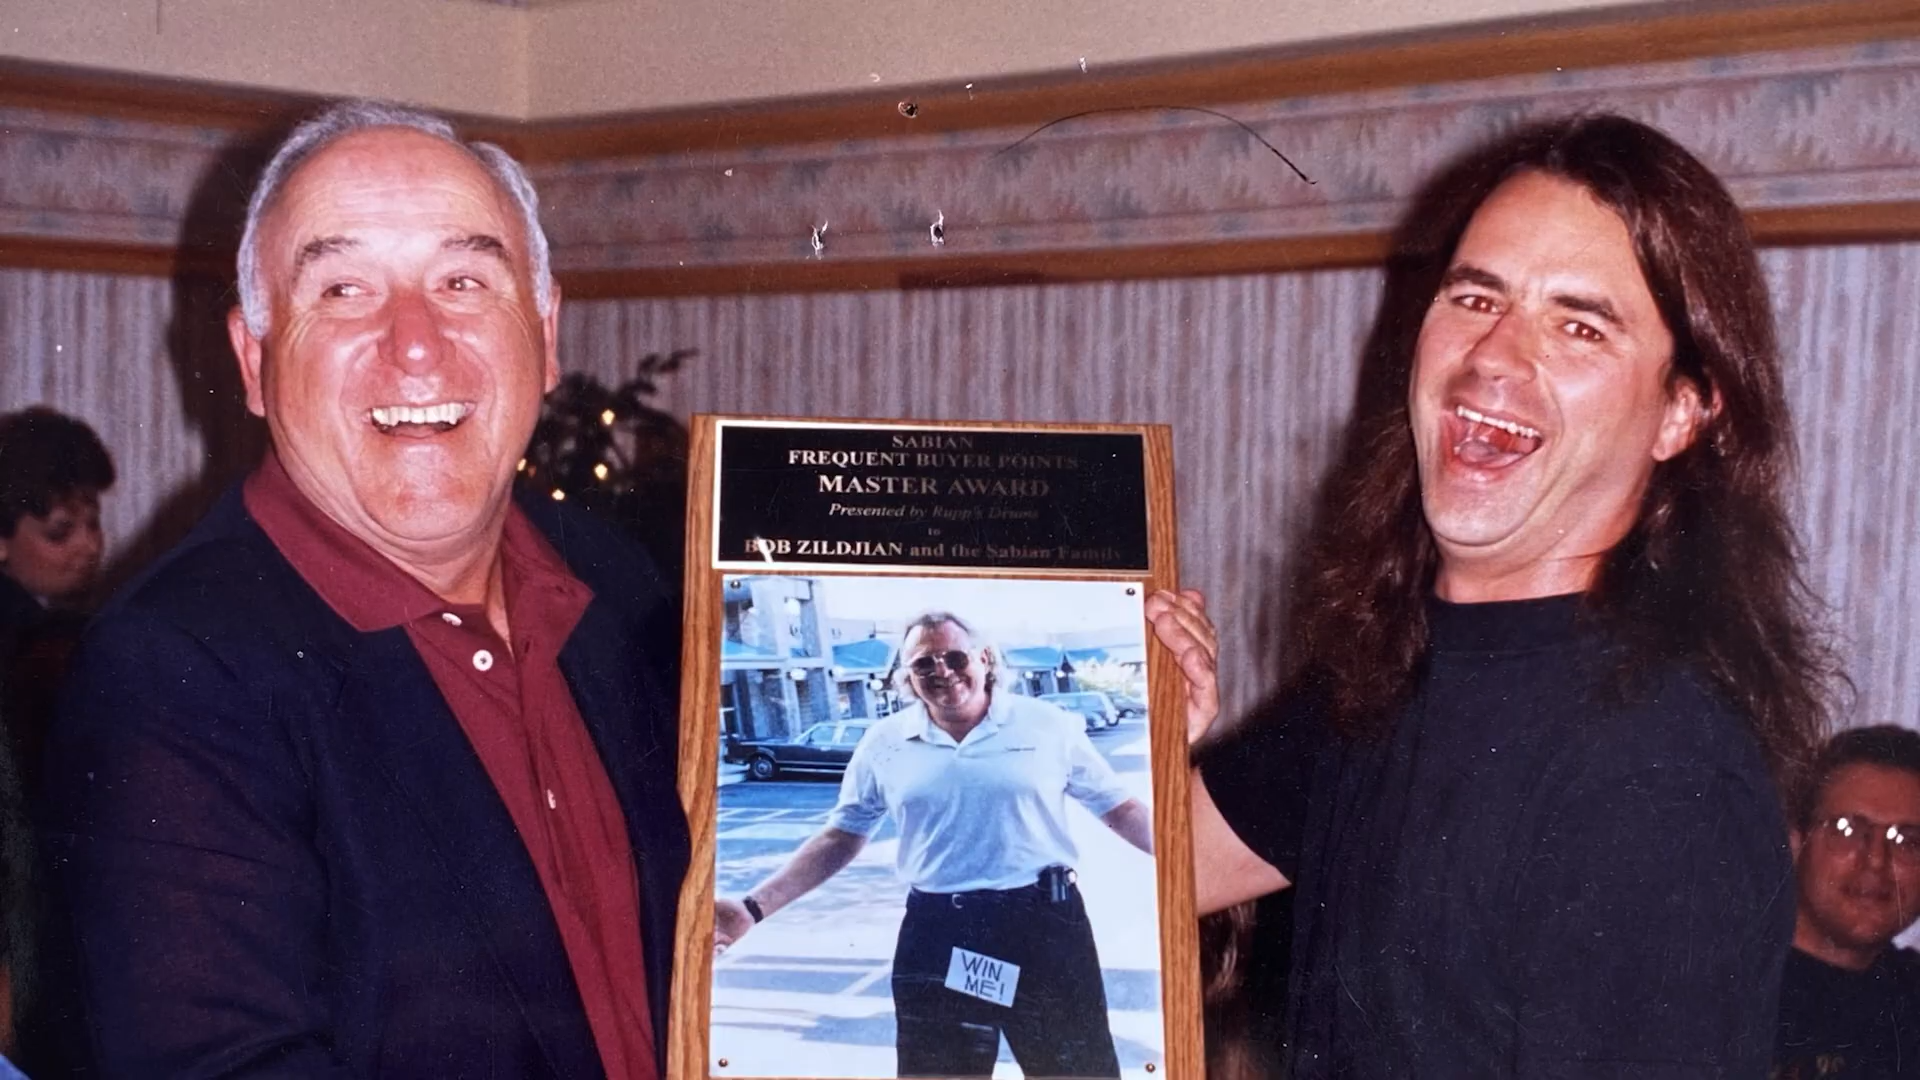 SABIAN
FREQUENT BUYER POINTS
MASTER AWARD
Presented by Rupp's Drums
to
BOB ZILDJIAN and the Sabian Family
WIN
ME!